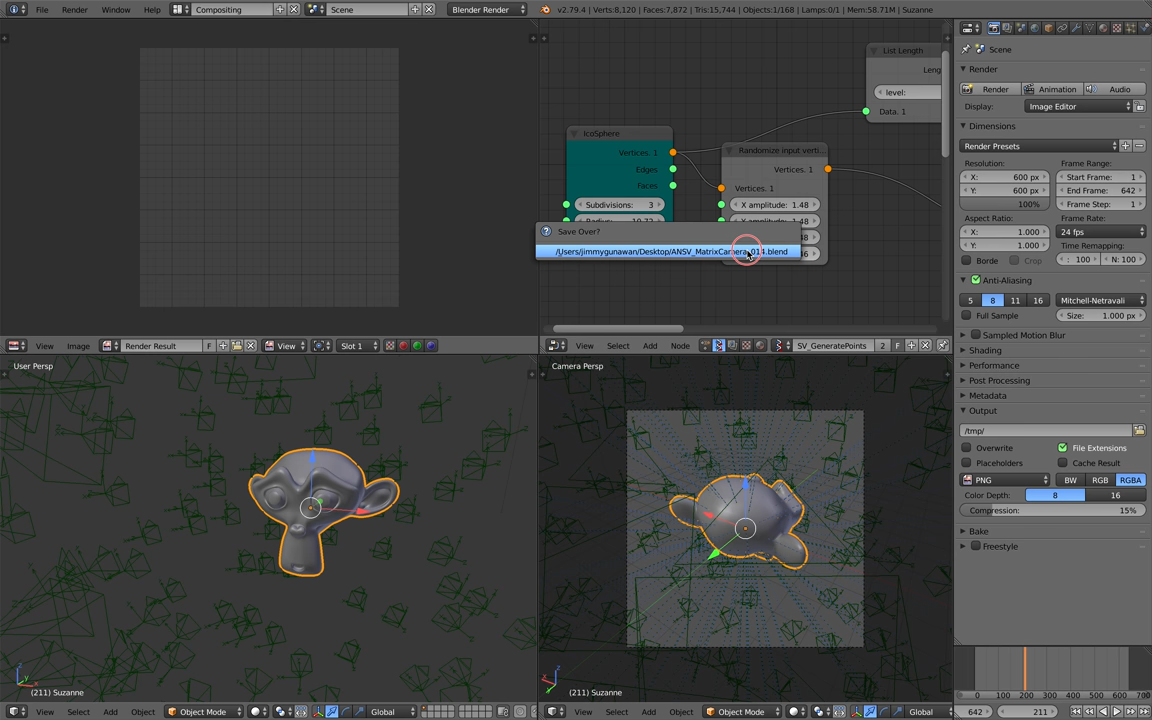 File Render Window Help Compositing Scene Blender Render v2.79.4 | Verts:8,120 | Faces:7,872 | Tris:15,744 | Objects:1/168 | Lamps:0/1 | Mem:58.71M | Suzanne
List Length
level:
Data. 1
IcoSphere
Vertices. 1
Edges
Faces
Subdivisions: 3
Randomize input verti...
Vertices. 1
Vertices. 1
X amplitude: 1.48
Save Over?
/Users/jimmygunawan/Desktop/ANSV_MatrixCamera_014.blend
View Image Render Result F View Slot 1
View Select Add Node SV_GeneratePoints 2 F
User Persp
(211) Suzanne
View Select Add Object Object Mode Global
Camera Persp
(211) Suzanne
View Select Add Object Object Mode Global
Scene
Render
Render Animation Audio
Display: Image Editor
Dimensions
Render Presets
Resolution: Frame Range:
X: 600 px Start Frame: 1
Y: 600 px End Frame: 642
100% Frame Step: 1
Aspect Ratio: Frame Rate:
X: 1.000 24 fps
Y: 1.000 Time Remapping:
Borde Crop : 100 N: 100
Anti-Aliasing
5 8 11 16 Mitchell-Netravali
Full Sample Size: 1.000 px
Sampled Motion Blur
Shading
Performance
Post Processing
Metadata
Output
/tmp/
Overwrite File Extensions
Placeholders Cache Result
PNG BW RGB RGBA
Color Depth: 8 16
Compression: 15%
Bake
Freestyle
0 100 200 300 400 500 600 700
642 211